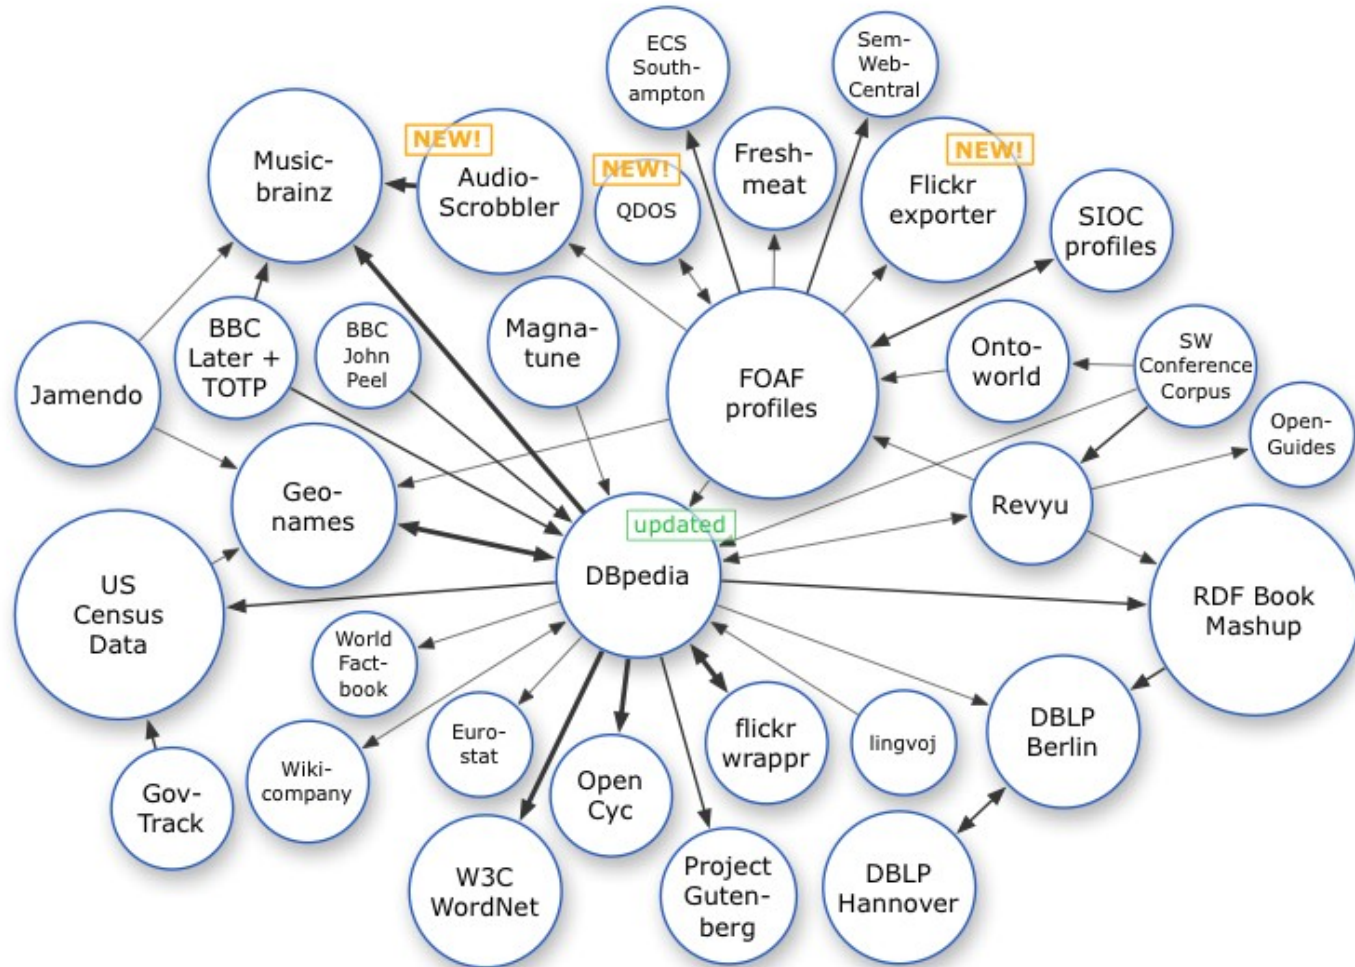 ECS
South-
ampton
Sem-
Web-
Central
NEW!
Music-
brainz
Audio-
Scrobbler
NEW!
QDOS
Fresh-
meat
NEW!
Flickr
exporter
SIOC
profiles
Jamendo
BBC
Later +
TOTP
BBC
John
Peel
Magna-
tune
FOAF
profiles
Onto-
world
SW
Conference
Corpus
Open-
Guides
Geo-
names
updated
DBpedia
Revyu
US
Census
Data
RDF Book
Mashup
World
Fact-
book
Euro-
stat
flickr
wrappr
lingvoj
DBLP
Berlin
Gov-
Track
Wiki-
company
Open
Cyc
W3C
WordNet
Project
Guten-
berg
DBLP
Hannover